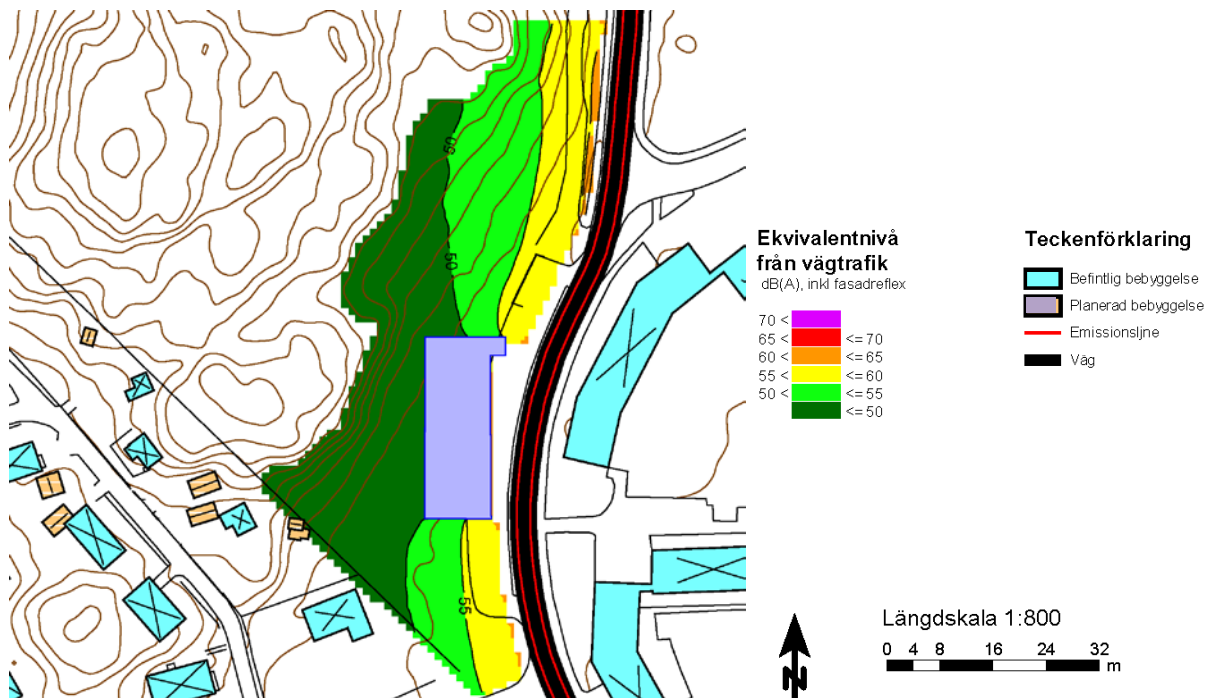 50
50
55
Ekvivalentnivå
från vägtrafik
dB(A), inkl fasadreflex
70 <
65 < <= 70
60 < <= 65
55 < <= 60
50 < <= 55
<= 50
Teckenförklaring
Befintlig bebyggelse
Planerad bebyggelse
Emissionsljne
Väg
N
Längdskala 1:800
0 4 8 16 24 32
m